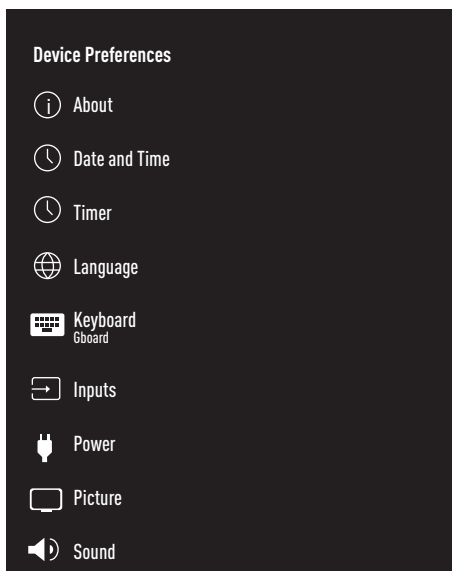 Device Preferences
About
Date and Time
Timer
Language
Keyboard
Gboard
Inputs
Power
Picture
Sound